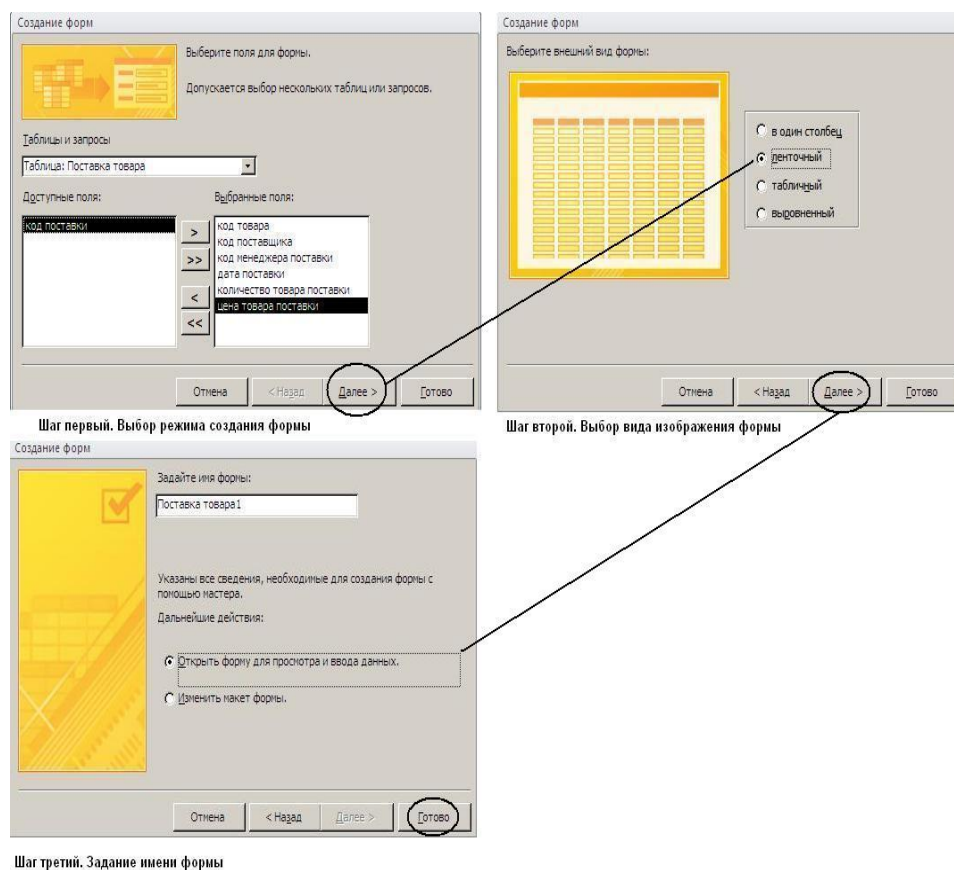 Создание форм
Выберите поля для формы.
Допускается выбор нескольких таблиц или запросов.
Таблицы и запросы
Таблица: Поставка товара
Доступные поля:
Выбранные поля:
код поставки
код товара
код поставщика
код менеджера поставки
дата поставки
количество товара поставки
цена товара поставки
>
>>
<
<<
Отмена
< Назад
Далее >
Готово
Шаг первый. Выбор режима создания формы
Создание форм
Выберите внешний вид формы:
в один столбец
ленточный
табличный
выровненный
Отмена
< Назад
Далее >
Готово
Шаг второй. Выбор вида изображения формы
Создание форм
Задайте имя формы:
Поставка товара1
Указаны все сведения, необходимые для создания формы с
помощью мастера.
Дальнейшие действия:
Открыть форму для просмотра и ввода данных.
Изменить макет формы.
Отмена
< Назад
Далее >
Готово
Шаг третий. Задание имени формы